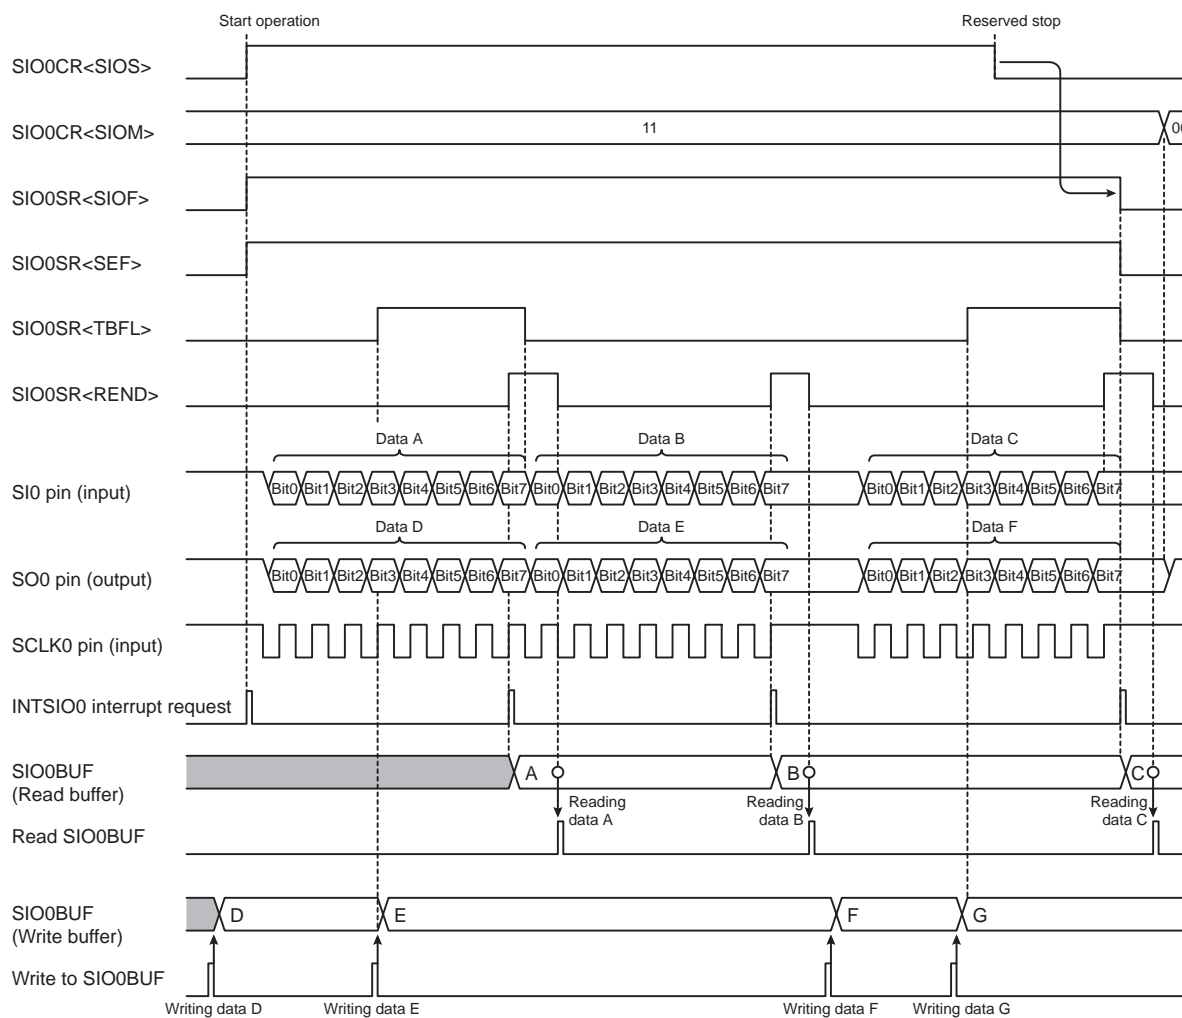 Start operation
Reserved stop
SIO0CR<SIOS>
SIO0CR<SIOM>
11
00
SIO0SR<SIOF>
SIO0SR<SEF>
SIO0SR<TBFL>
SIO0SR<REND>
Data A Data B Data C
SI0 pin (input)
Bit0 Bit1 Bit2 Bit3 Bit4 Bit5 Bit6 Bit7 Bit0 Bit1 Bit2 Bit3 Bit4 Bit5 Bit6 Bit7 Bit0 Bit1 Bit2 Bit3 Bit4 Bit5 Bit6 Bit7
Data D Data E Data F
SO0 pin (output)
Bit0 Bit1 Bit2 Bit3 Bit4 Bit5 Bit6 Bit7 Bit0 Bit1 Bit2 Bit3 Bit4 Bit5 Bit6 Bit7 Bit0 Bit1 Bit2 Bit3 Bit4 Bit5 Bit6 Bit7
SCLK0 pin (input)
INTSIO0 interrupt request
SIO0BUF
(Read buffer)
A
B
C
Reading
data A
Reading
data B
Reading
data C
Read SIO0BUF
SIO0BUF
(Write buffer)
D
E
F
G
Write to SIO0BUF
Writing data D
Writing data E
Writing data F
Writing data G